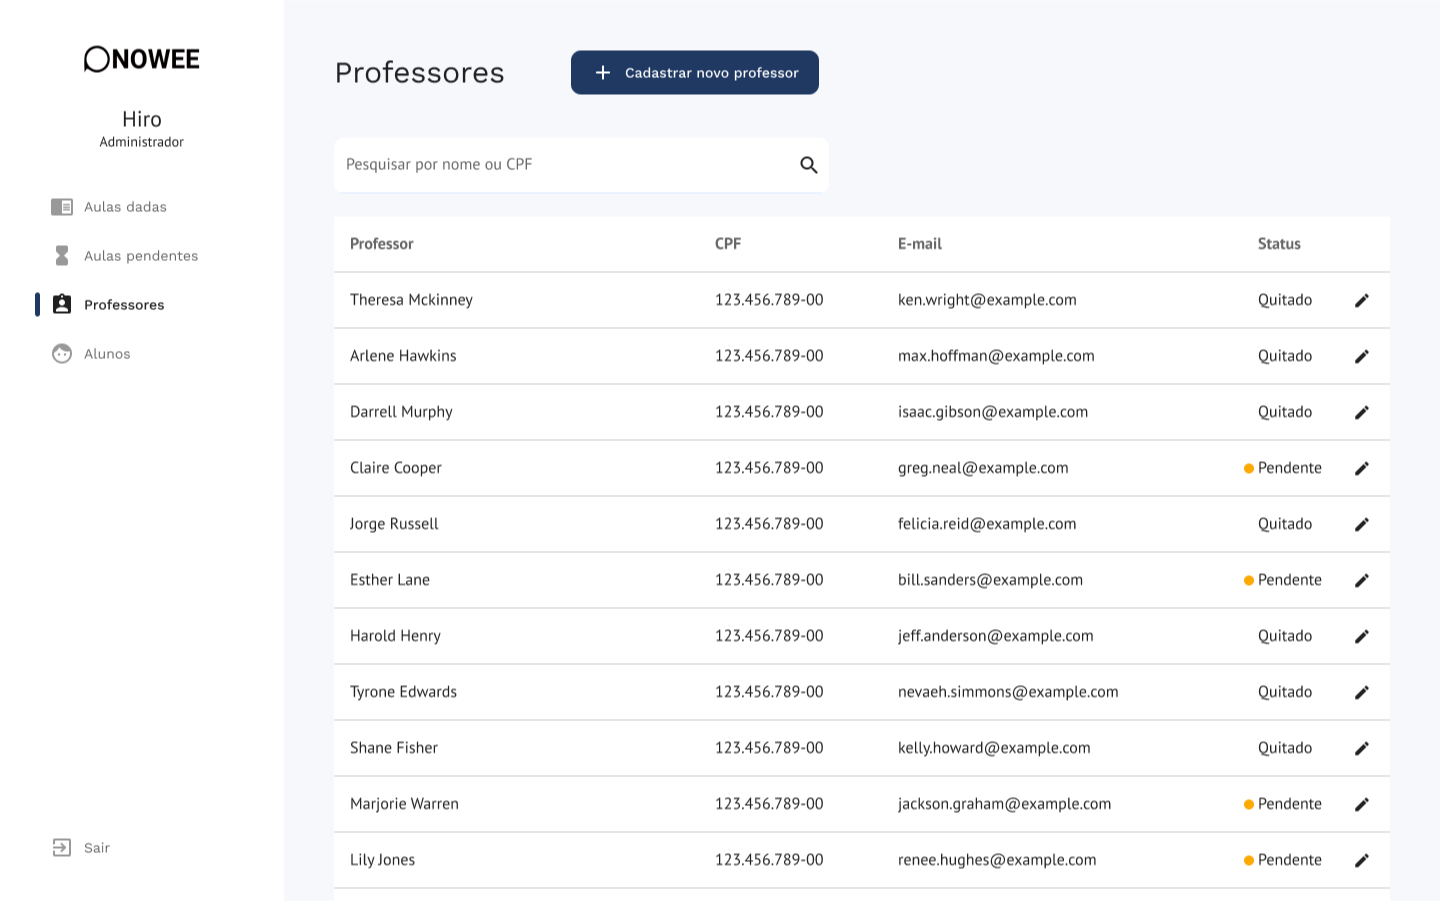 NOWEE
Hiro
Administrador
Aulas dadas
Aulas pendentes
Professores
Alunos
Sair
Professores
Cadastrar novo professor
Pesquisar por nome ou CPF
Professor CPF E-mail Status
Theresa Mckinney 123.456.789-00 ken.wright@example.com Quitado
Arlene Hawkins 123.456.789-00 max.hoffman@example.com Quitado
Darrell Murphy 123.456.789-00 isaac.gibson@example.com Quitado
Claire Cooper 123.456.789-00 greg.neal@example.com Pendente
Jorge Russell 123.456.789-00 felicia.reid@example.com Quitado
Esther Lane 123.456.789-00 bill.sanders@example.com Pendente
Harold Henry 123.456.789-00 jeff.anderson@example.com Quitado
Tyrone Edwards 123.456.789-00 nevaeh.simmons@example.com Quitado
Shane Fisher 123.456.789-00 kelly.howard@example.com Quitado
Marjorie Warren 123.456.789-00 jackson.graham@example.com Pendente
Lily Jones 123.456.789-00 renee.hughes@example.com Pendente